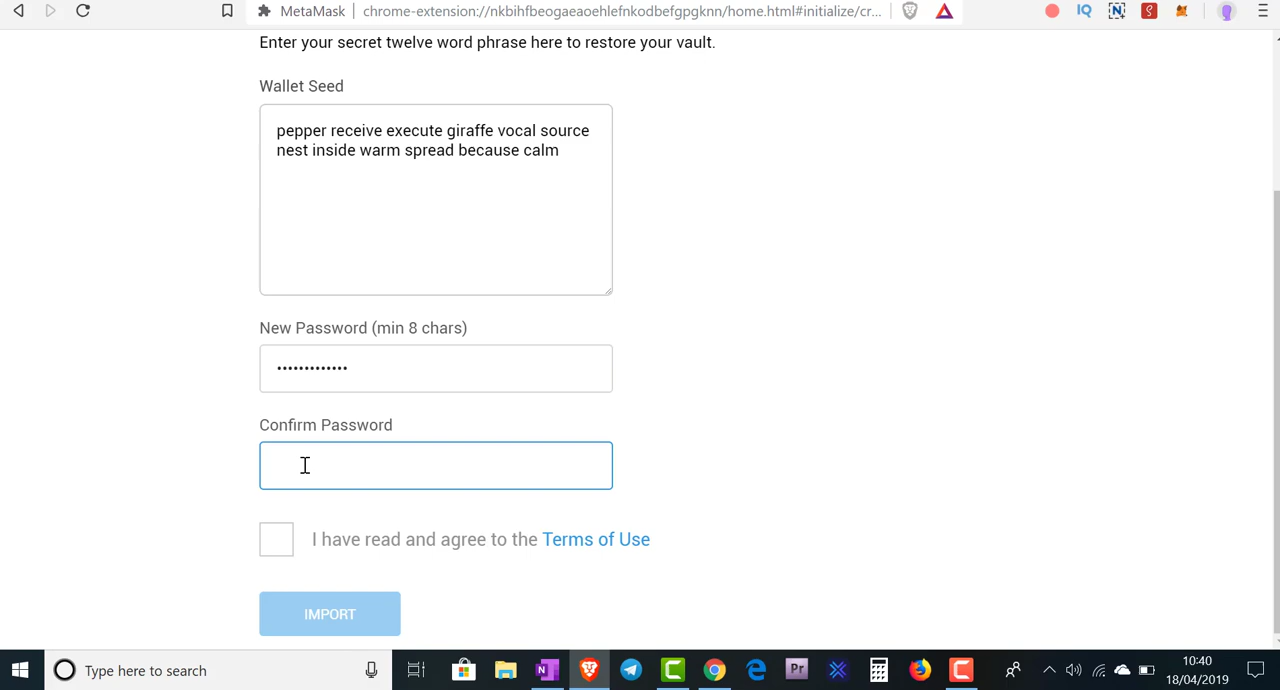 MetaMask
chrome-extension://nkbihfbeogaeaoehlefnkodbefgpgknn/home.html#initialize/cr...
Enter your secret twelve word phrase here to restore your vault.
Wallet Seed
pepper receive execute giraffe vocal source
nest inside warm spread because calm
New Password (min 8 chars)
•••••••••••••
Confirm Password
I have read and agree to the Terms of Use
IMPORT
Type here to search
10:40
18/04/2019